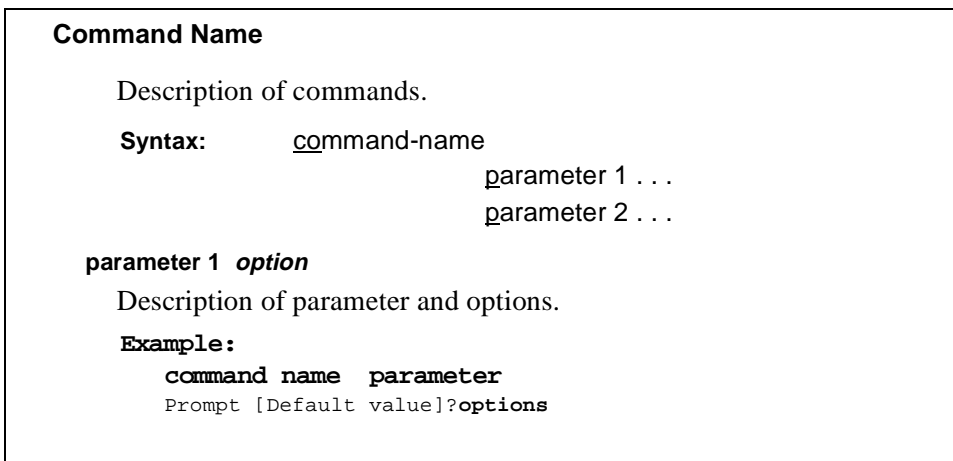 Command Name
Description of commands.
Syntax: command-name
parameter 1 . . .
parameter 2 . . .
parameter 1 option
Description of parameter and options.
Example:
command name parameter
Prompt [Default value]?options